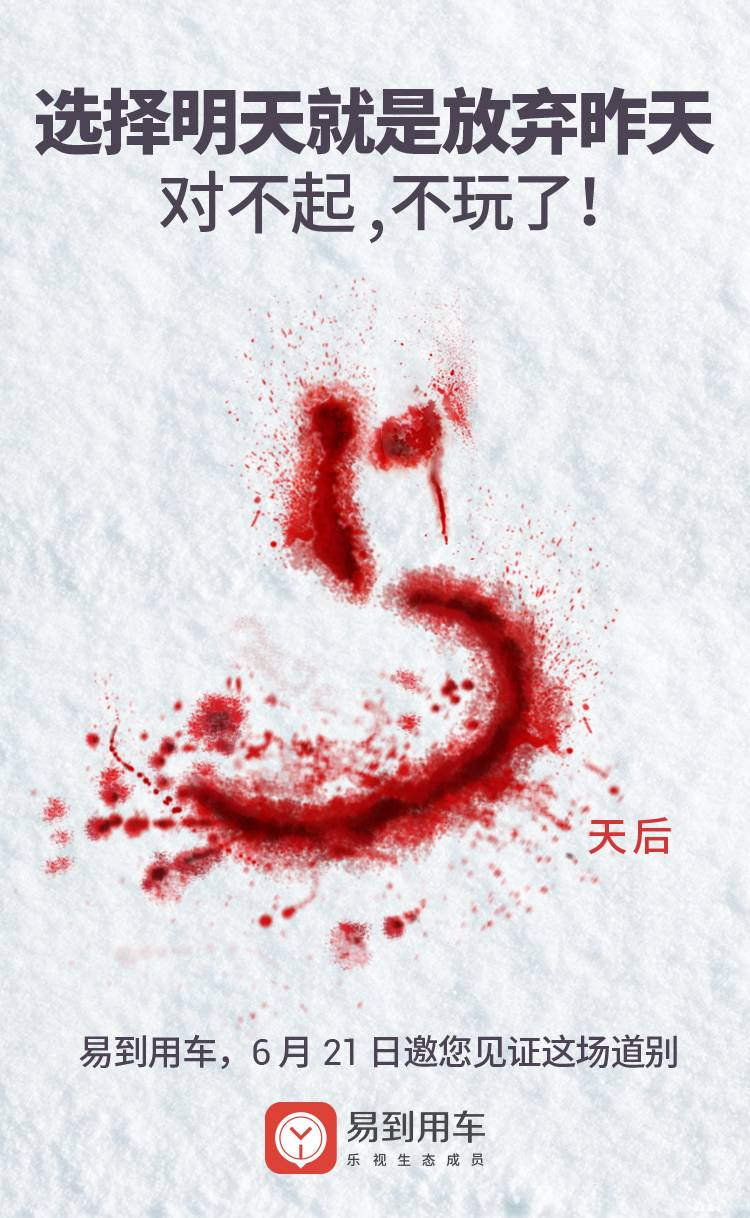 选择明天就是放弃昨天
对不起,不玩了!
5
天后
易到用车，6月21日邀您见证这场道别
易到用车
乐视生态成员